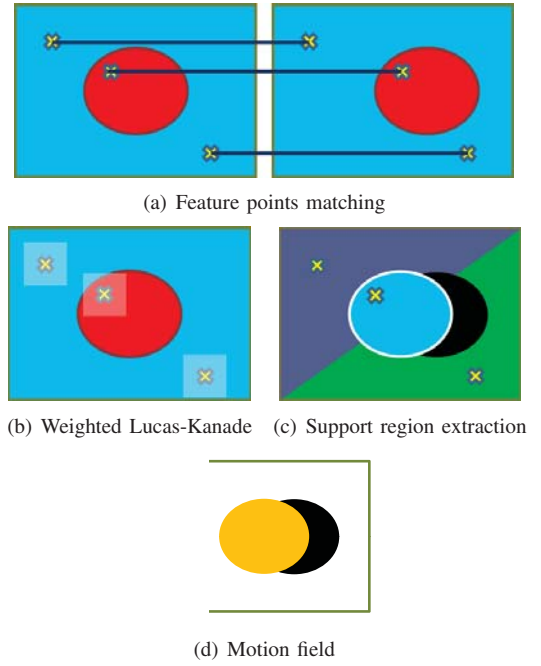 (a) Feature points matching
(b) Weighted Lucas-Kanade
(c) Support region extraction
(d) Motion field